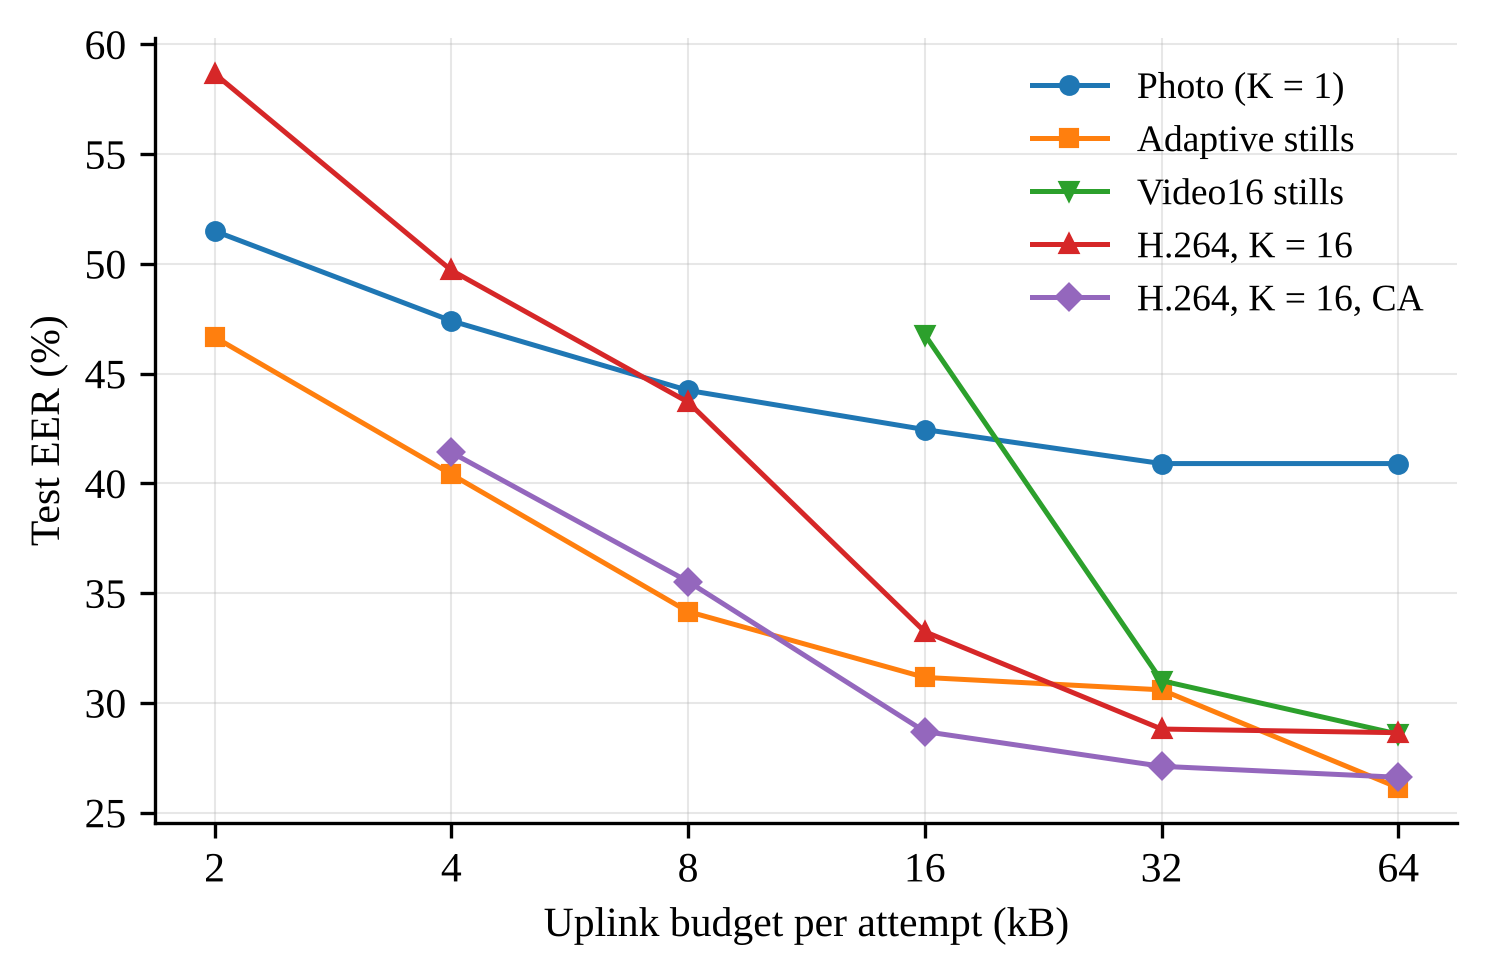 60
55
50
45
40
35
30
25
Test EER (%)
Photo (K = 1)
Adaptive stills
Video16 stills
H.264, K = 16
H.264, K = 16, CA
2 4 8 16 32 64
Uplink budget per attempt (kB)